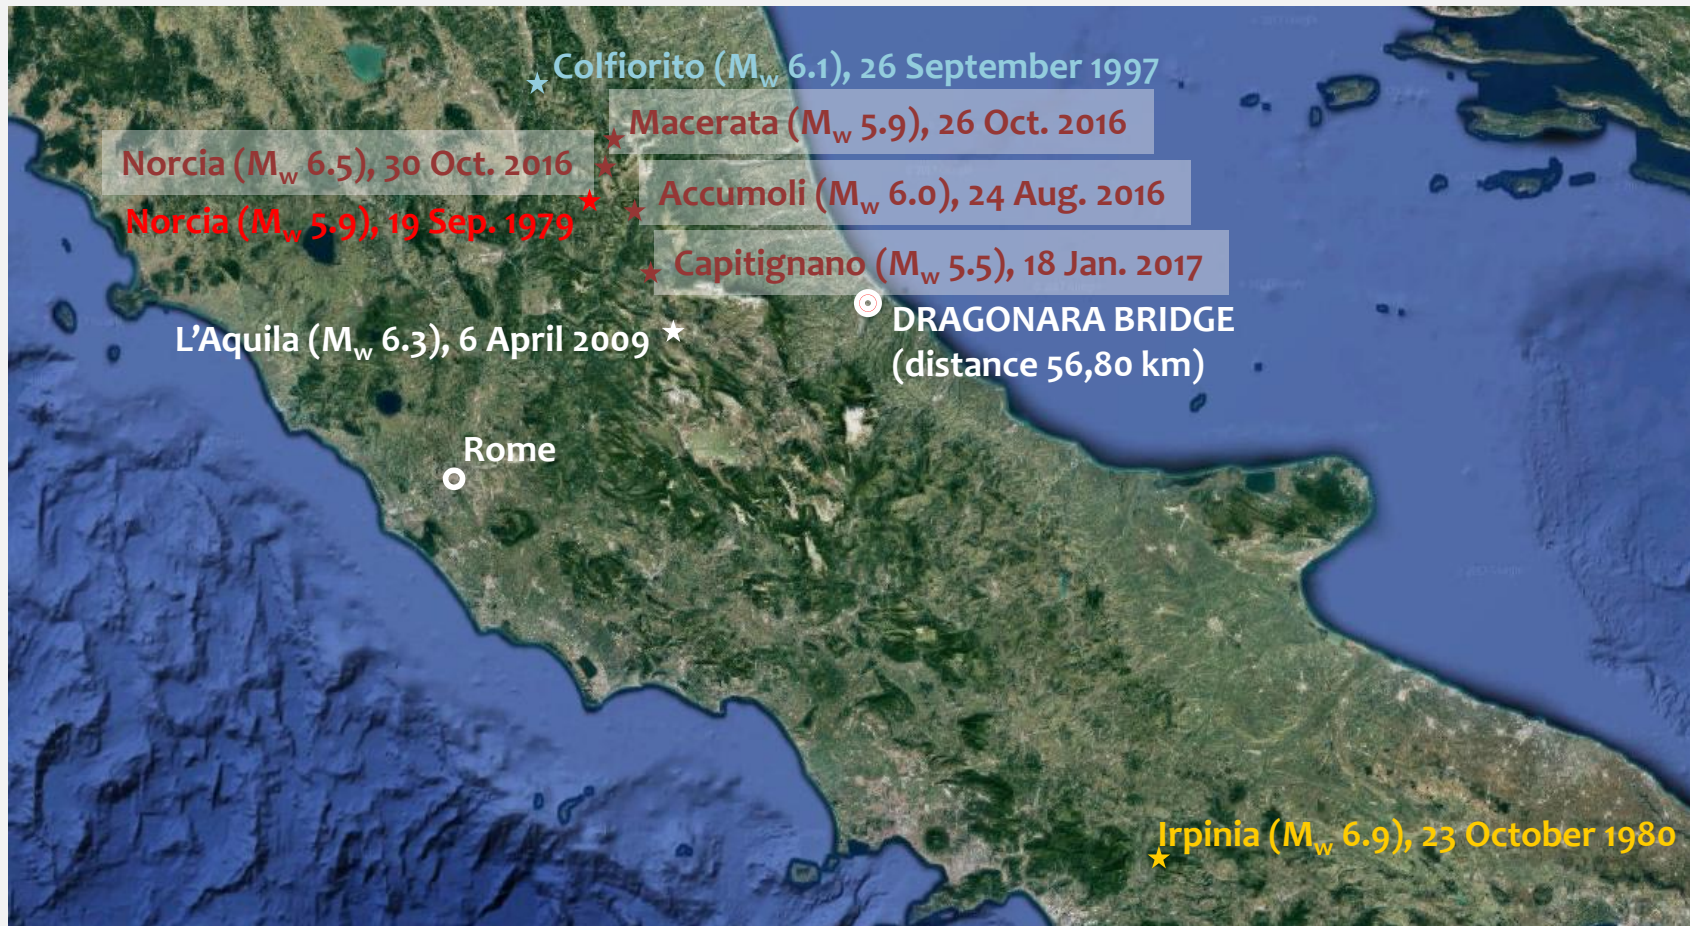 Colfiorito (Mw 6.1), 26 September 1997
Macerata (Mw 5.9), 26 Oct. 2016
Norcia (Mw 6.5), 30 Oct. 2016
Accumoli (Mw 6.0), 24 Aug. 2016
Norcia (Mw 5.9), 19 Sep. 1979
Capitignano (Mw 5.5), 18 Jan. 2017
DRAGONARA BRIDGE
(distance 56,80 km)
L’Aquila (Mw 6.3), 6 April 2009
Rome
Irpinia (Mw 6.9), 23 October 1980